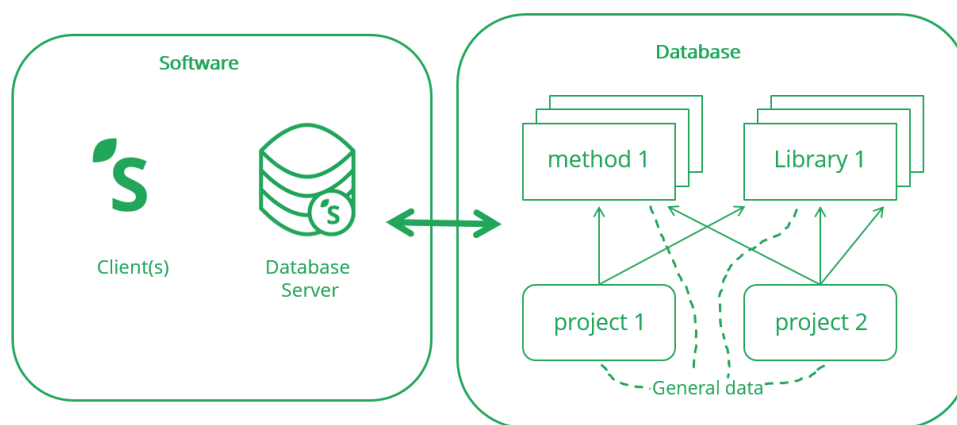 Software
S
S
Client(s)
Database
Server
Database
method 1
Library 1
project 1
project 2
General data